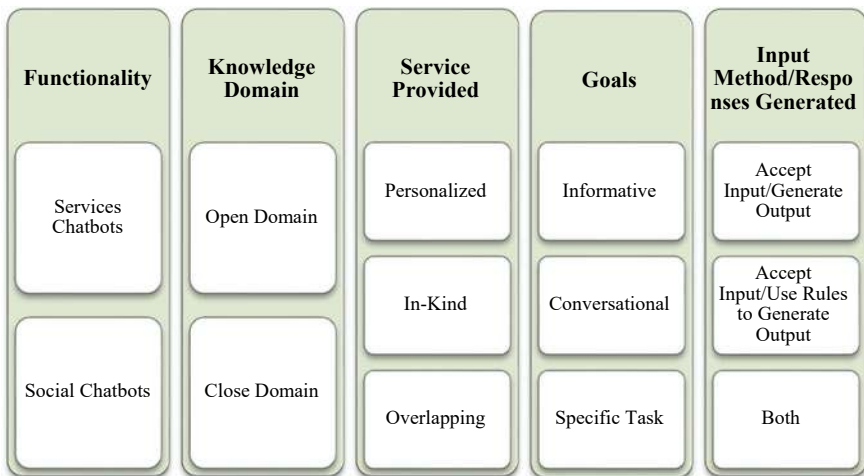 Functionality
Services
Chatbots
Social Chatbots
Knowledge
Domain
Open Domain
Close Domain
Service
Provided
Personalized
In-Kind
Overlapping
Goals
Informative
Conversational
Specific Task
Input
Method/Respo
nses Generated
Accept
Input/Generate
Output
Accept
Input/Use Rules
to Generate
Output
Both